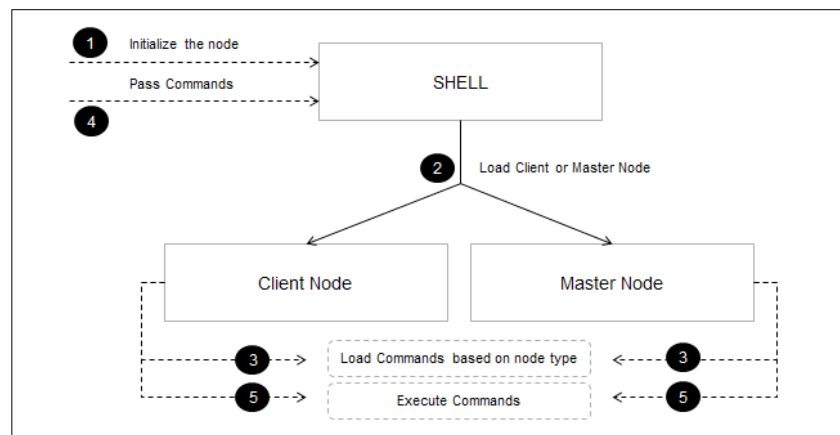 1 Initialize the node
Pass Commands
4
SHELL
2 Load Client or Master Node
Client Node
Master Node
3 Load Commands based on node type 3
5 Execute Commands 5